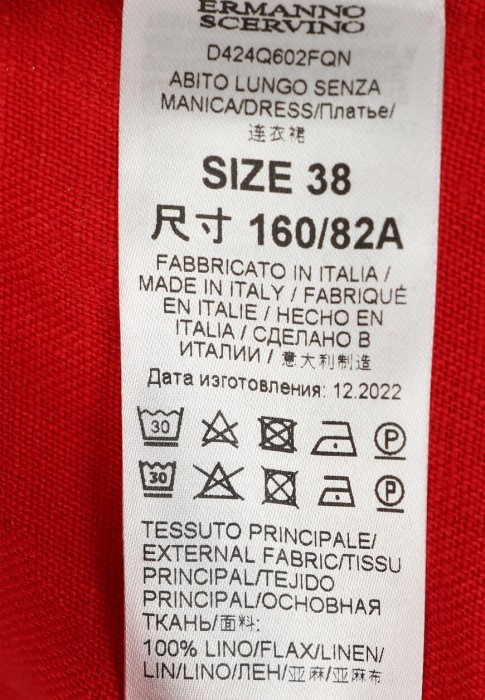 ERMANNO
SCERVINO
D424Q602FQN
ABITO LUNGO SENZA
MANICA/DRESS/Платье/
连衣裙
SIZE 38
尺寸 160/82A
FABBRICATO IN ITALIA /
MADE IN ITALY / FABRIQUÉ
EN ITALIE / HECHO EN
ITALIA / СДЕЛАНО В
ИТАЛИИ / 意大利制造
Дата изготовления: 12.2022
30 P
30 P
TESSUTO PRINCIPALE/
EXTERNAL FABRIC/TISSU
PRINCIPAL/TEJIDO
PRINCIPAL/ОСНОВНАЯ
ТКАНЬ/面料:
100% LINO/FLAX/LINEN/
LIN/LINO/ЛЕН/亚麻/亚麻布